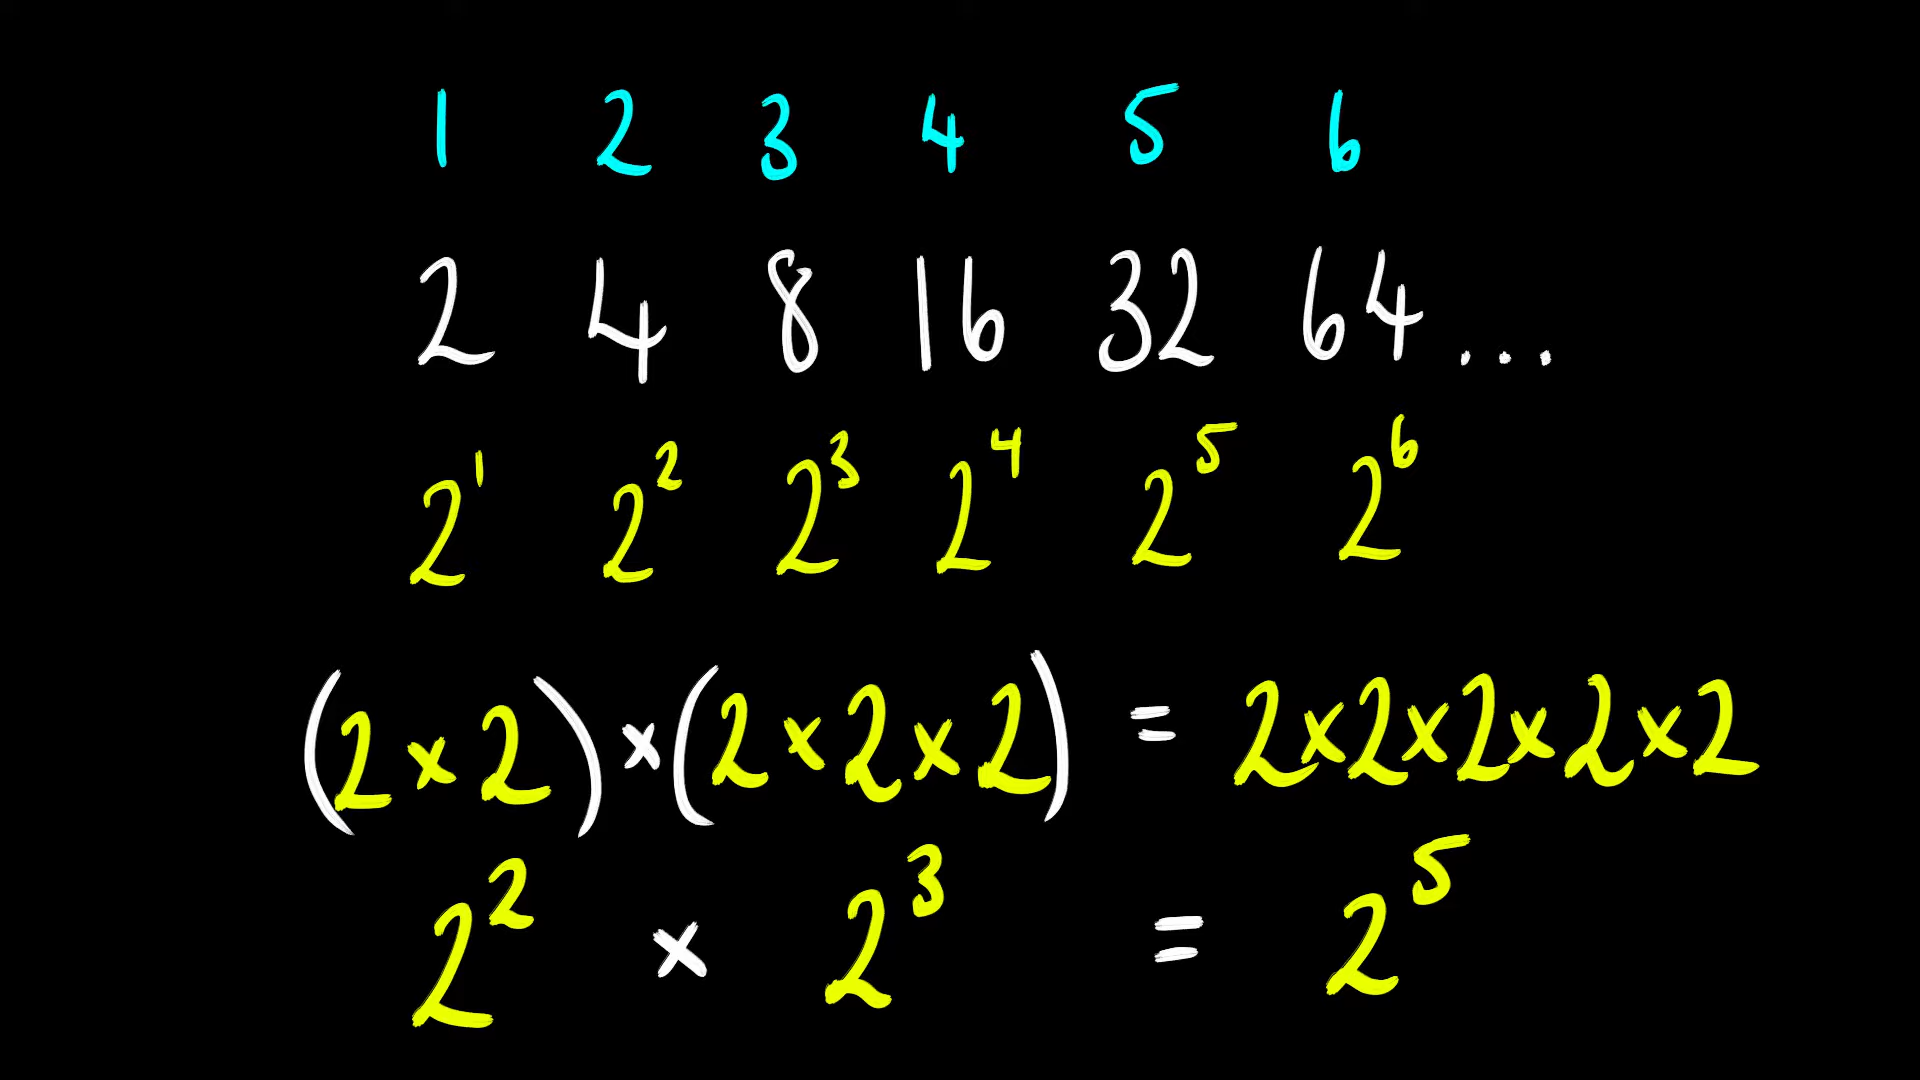 1 2 3 4 5 6
2 4 8 16 32 64 ...
2¹ 2² 2³ 2⁴ 2⁵ 2⁶
(2×2)×(2×2×2) = 2×2×2×2×2
2² × 2³ = 2⁵